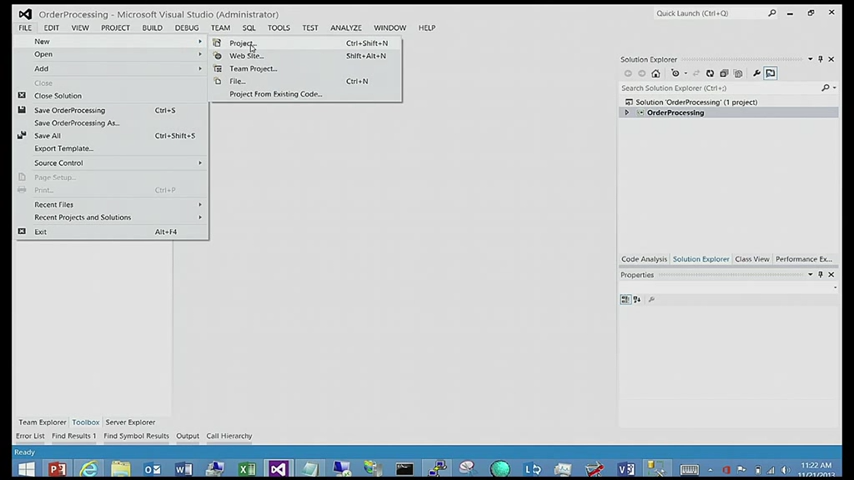 OrderProcessing - Microsoft Visual Studio (Administrator)
Quick Launch (Ctrl+Q)
FILE EDIT VIEW PROJECT BUILD DEBUG TEAM SQL TOOLS TEST ANALYZE WINDOW HELP
New
Open
Add
Close
Close Solution
Save OrderProcessing Ctrl+S
Save OrderProcessing As...
Save All Ctrl+Shift+S
Export Template...
Source Control
Page Setup...
Print... Ctrl+P
Recent Files
Recent Projects and Solutions
Exit Alt+F4
Project... Ctrl+Shift+N
Web Site... Shift+Alt+N
Team Project...
File... Ctrl+N
Project From Existing Code...
Solution Explorer
Search Solution Explorer (Ctrl+;)
Solution 'OrderProcessing' (1 project)
OrderProcessing
Code Analysis Solution Explorer Class View Performance Ex...
Properties
Team Explorer Toolbox Server Explorer
Error List Find Results 1 Find Symbol Results Output Call Hierarchy
Ready
11:22 AM
11/21/2013